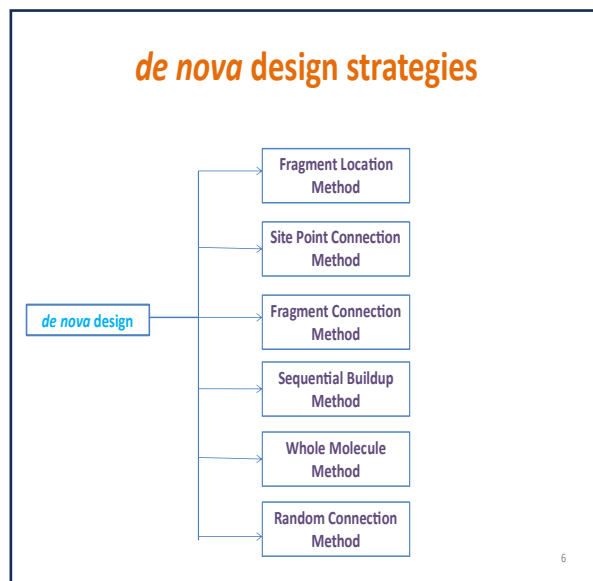 de nova design strategies
Fragment Location
Method
Site Point Connection
Method
de nova design
Fragment Connection
Method
Sequential Buildup
Method
Whole Molecule
Method
Random Connection
Method
6